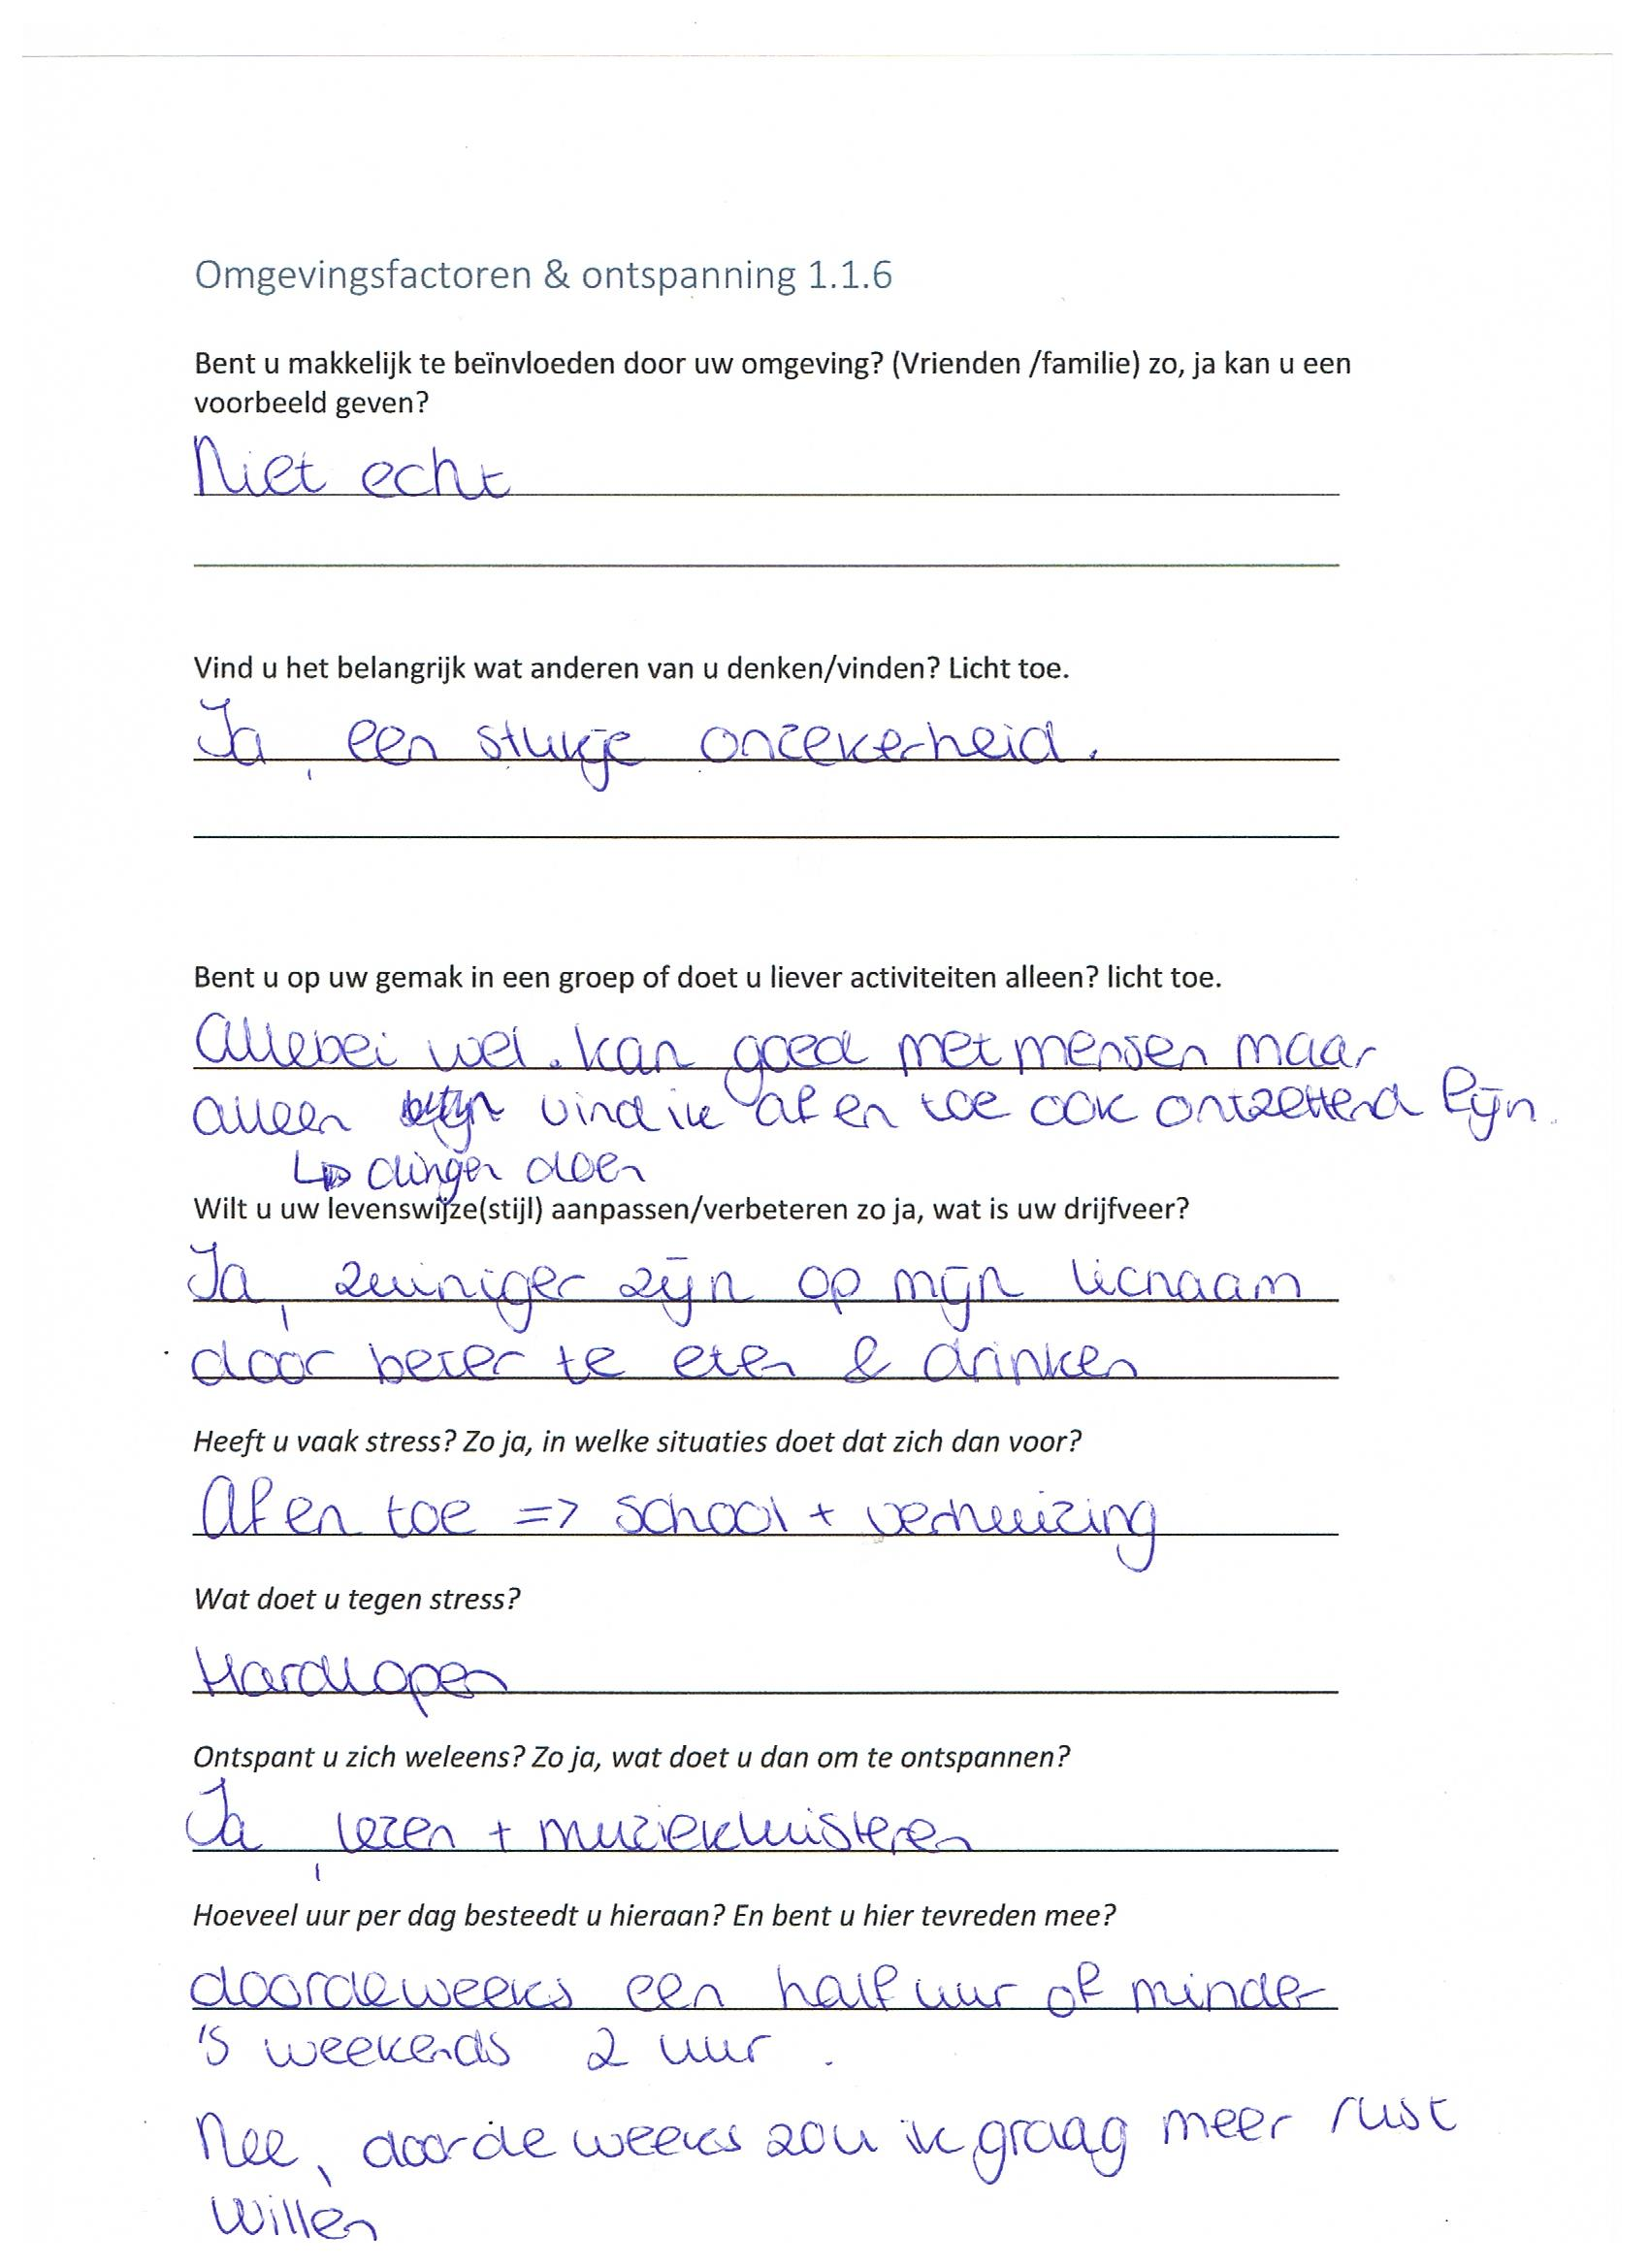 Omgevingsfactoren & ontspanning 1.1.6
Bent u makkelijk te beïnvloeden door uw omgeving? (Vrienden /familie) zo, ja kan u een
voorbeeld geven?
Niet echt
Vind u het belangrijk wat anderen van u denken/vinden? Licht toe.
Ja, een stukje onzekerheid.
Bent u op uw gemak in een groep of doet u liever activiteiten alleen? licht toe.
Allebei wel. kan goed met mensen maar
alleen vind ik af en toe ook ontzettend fijn.
↳ dingen doen
Wilt u uw levenswijze(stijl) aanpassen/verbeteren zo ja, wat is uw drijfveer?
Ja, zuiniger zijn op mijn lichaam
door beter te eten & drinken
Heeft u vaak stress? Zo ja, in welke situaties doet dat zich dan voor?
Af en toe => school + verhuizing
Wat doet u tegen stress?
Hardlopen
Ontspant u zich weleens? Zo ja, wat doet u dan om te ontspannen?
Ja, lezen + muziekluisteren
Hoeveel uur per dag besteedt u hieraan? En bent u hier tevreden mee?
doordeweeks een half uur of minder
's weekends 2 uur.
Nee, doordeweeks zou ik graag meer rust
willen